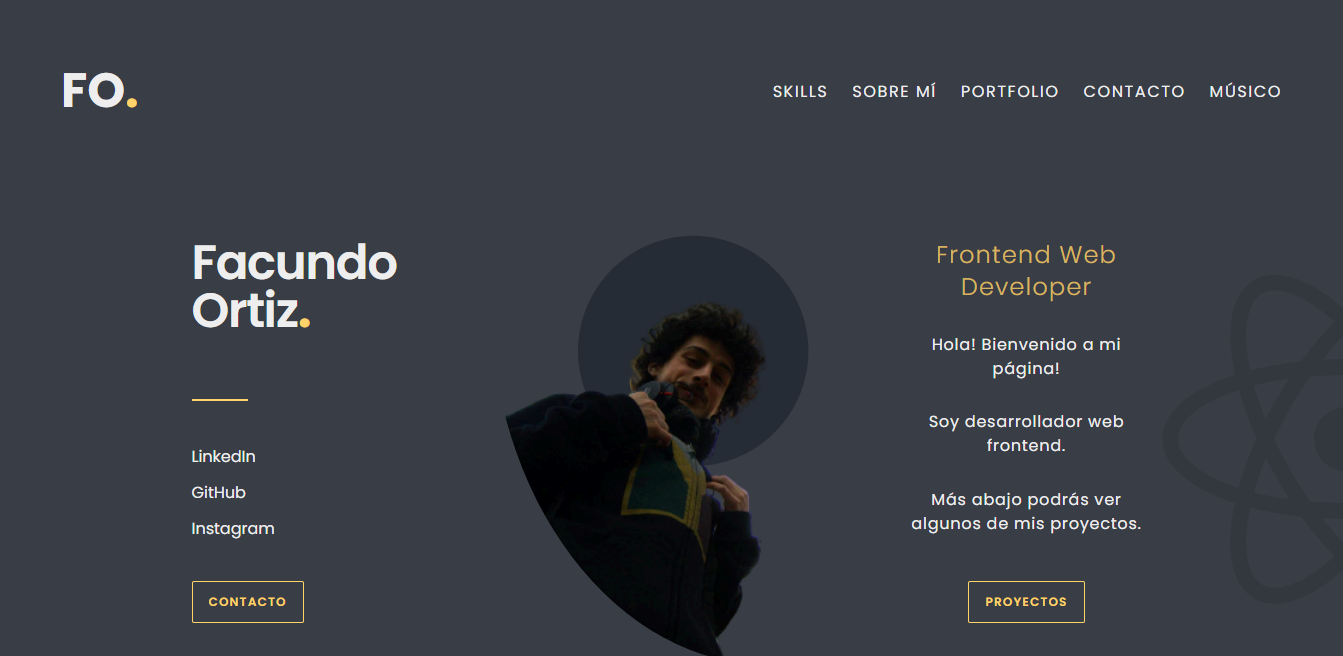 FO.
SKILLS SOBRE MÍ PORTFOLIO CONTACTO MÚSICO
Facundo
Ortiz.
LinkedIn
GitHub
Instagram
CONTACTO
Frontend Web
Developer
Hola! Bienvenido a mi
página!
Soy desarrollador web
frontend.
Más abajo podrás ver
algunos de mis proyectos.
PROYECTOS